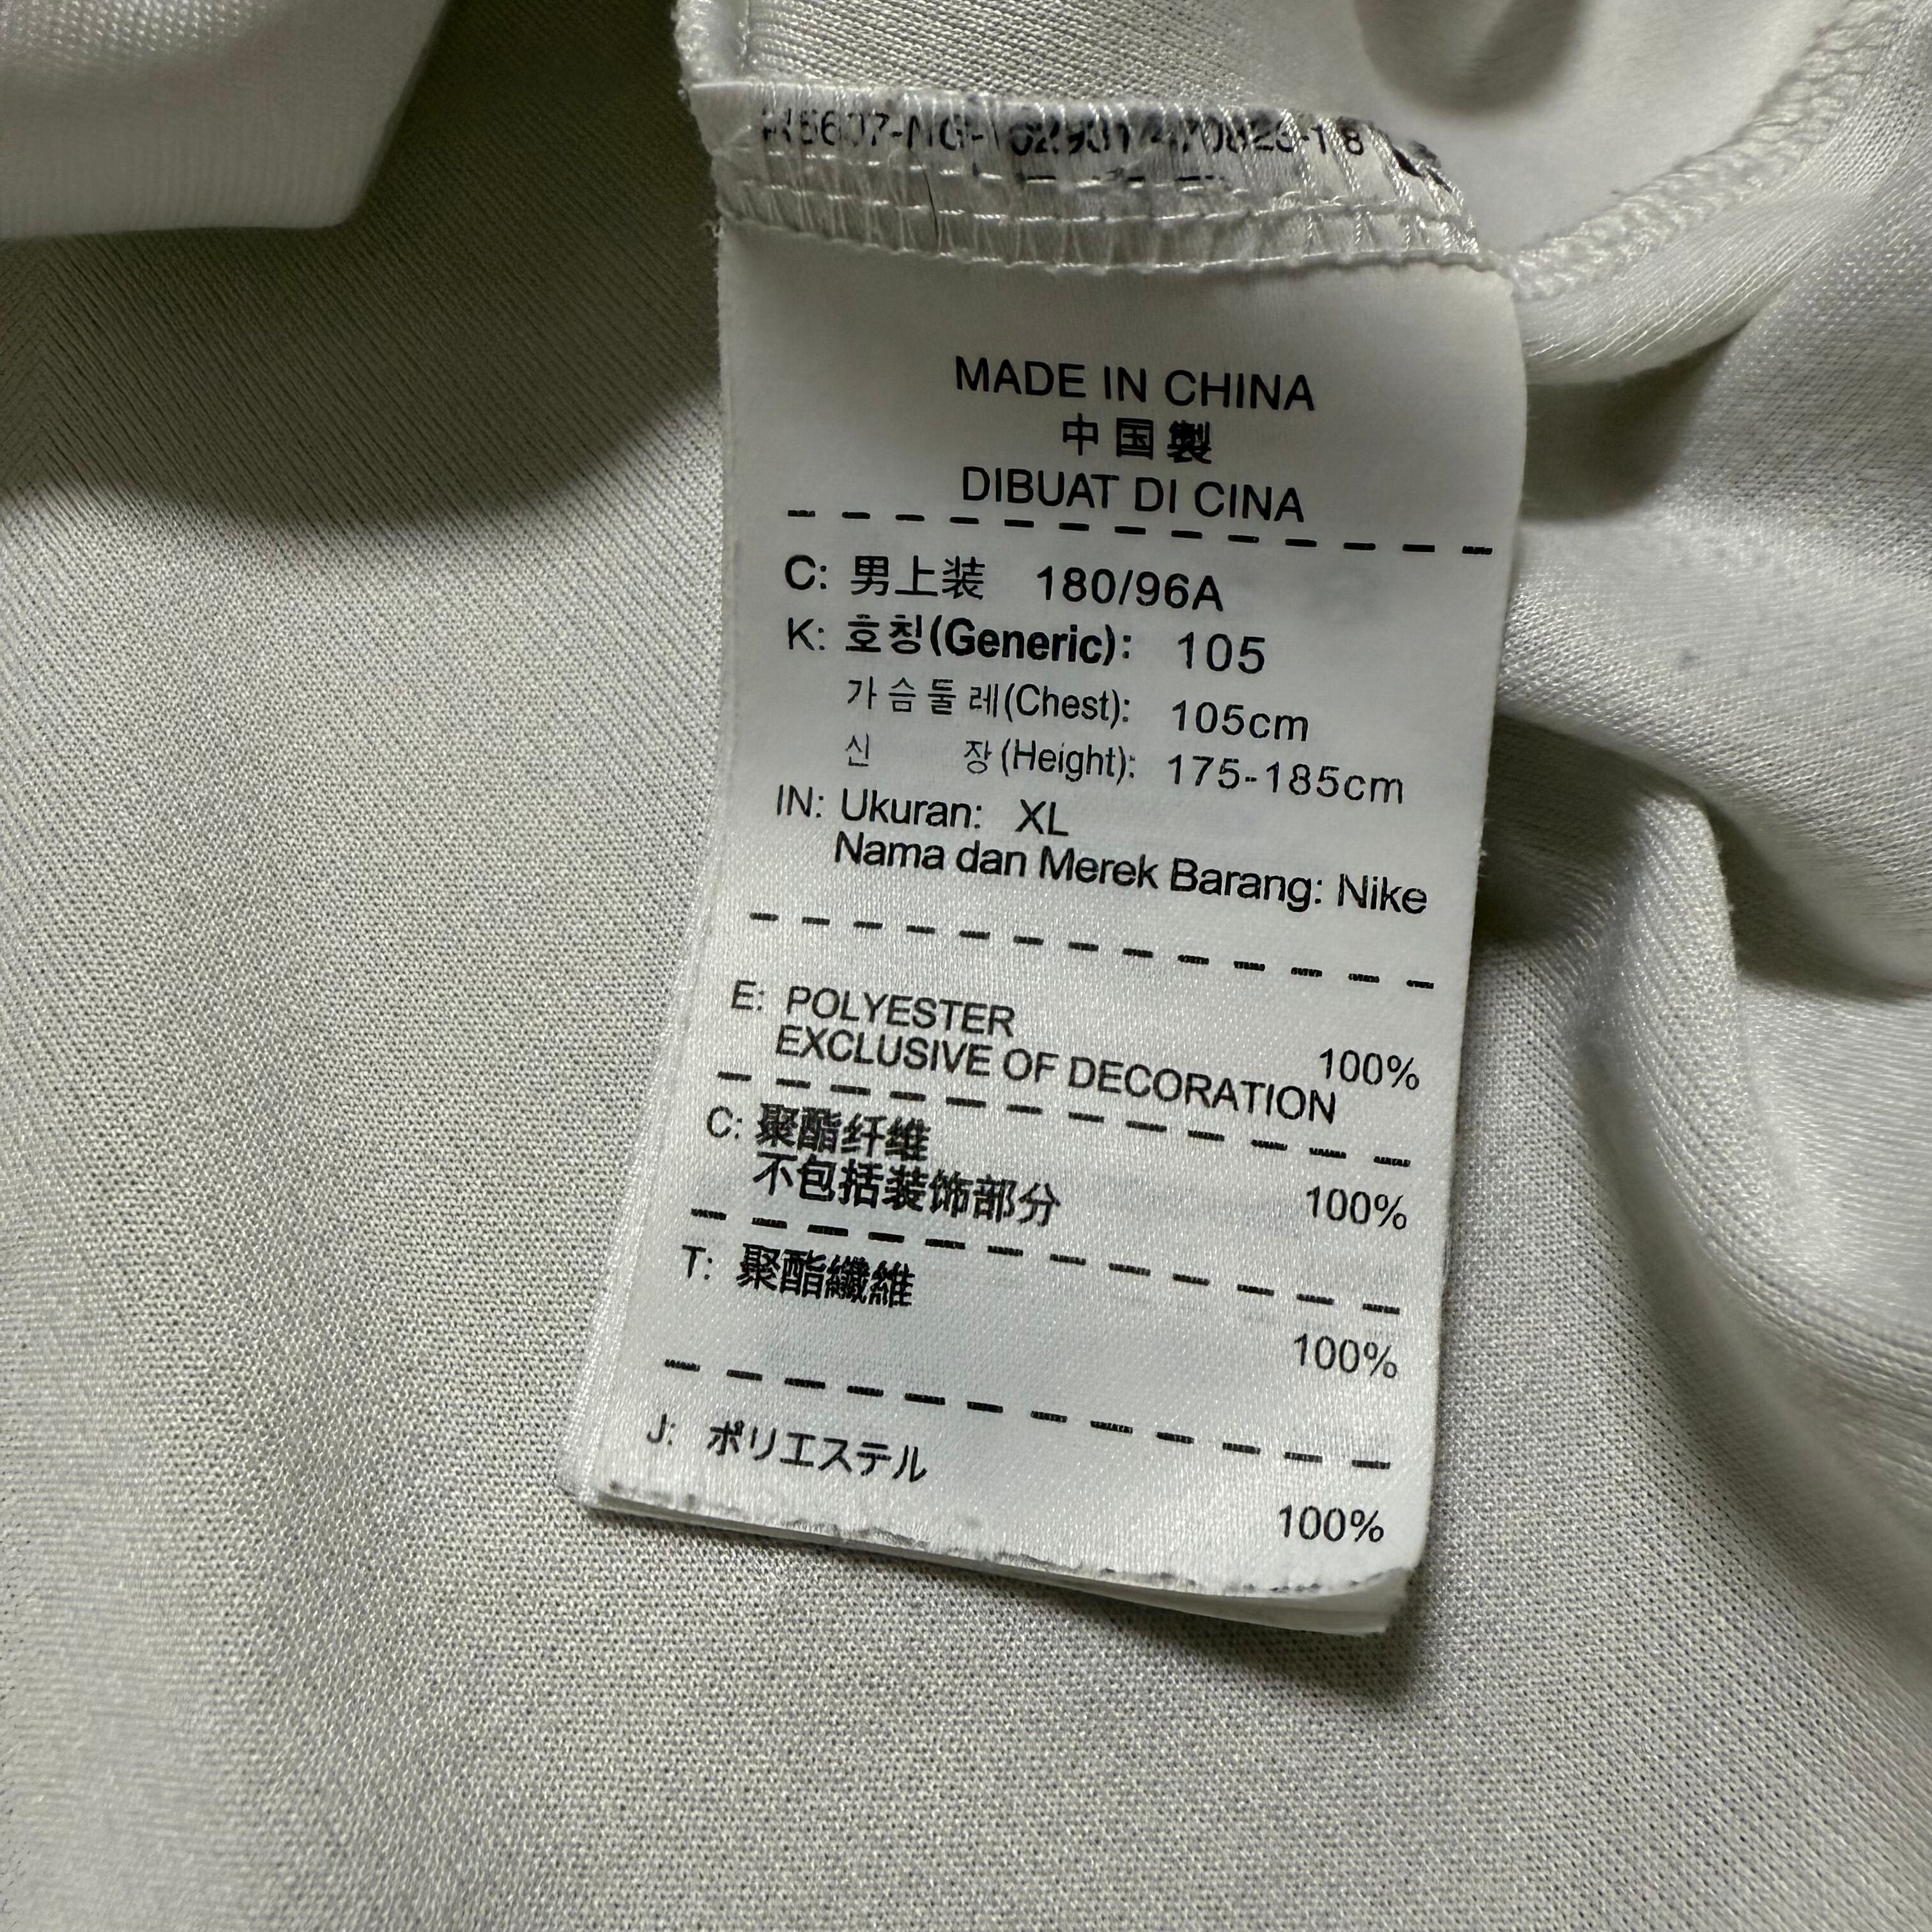 MADE IN CHINA
中国製
DIBUAT DI CINA
C: 男上装 180/96A
K: 호칭(Generic): 105
가슴둘레(Chest): 105cm
신 장(Height): 175-185cm
IN: Ukuran: XL
Nama dan Merek Barang: Nike
E: POLYESTER 100%
EXCLUSIVE OF DECORATION
C: 聚酯纤维 100%
不包括装饰部分
T: 聚酯纖維 100%
J: ポリエステル 100%